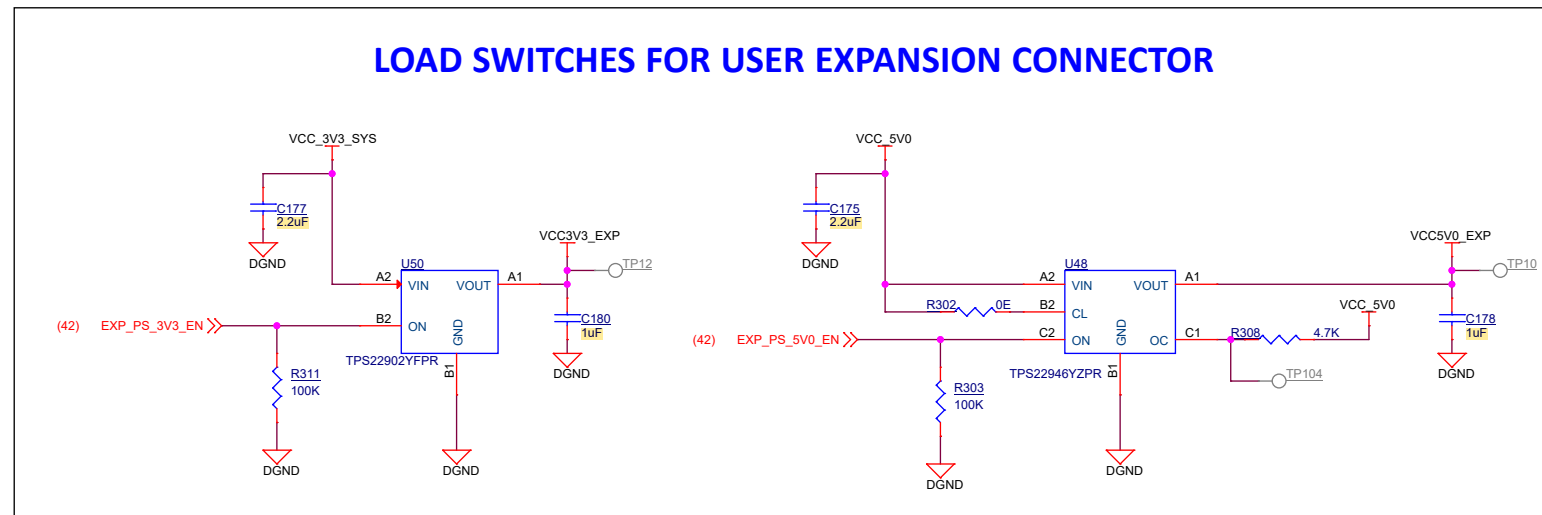 LOAD SWITCHES FOR USER EXPANSION CONNECTOR
VCC_3V3_SYS
C177
2.2uF
DGND
VCC3V3_EXP
TP12
U50
A2
VIN
VOUT
A1
B2
ON
GND
B1
TPS22902YFPR
C180
1uF
DGND
(42) EXP_PS_3V3_EN
R311
100K
DGND
DGND
VCC_5V0
C175
2.2uF
DGND
VCC5V0_EXP
TP10
U48
A2
VIN
VOUT
A1
R302 0E
B2
CL
VCC_5V0
C2
ON
GND
OC
C1
R308 4.7K
B1
TPS22946YZPR
TP104
C178
1uF
DGND
(42) EXP_PS_5V0_EN
R303
100K
DGND
DGND